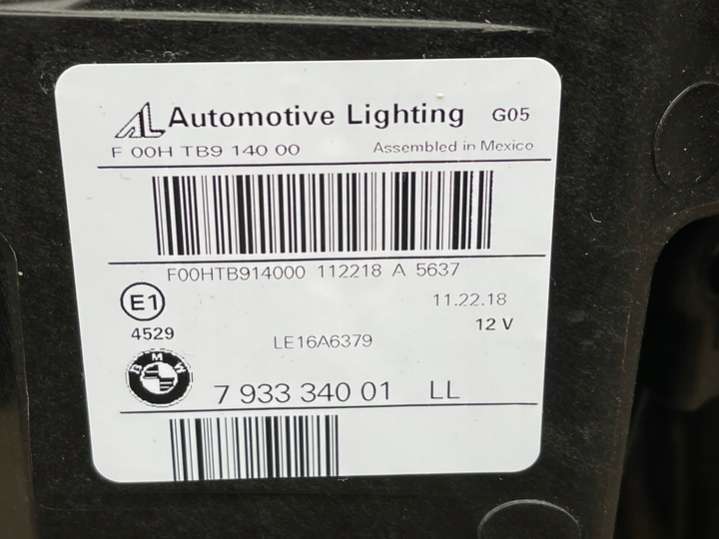 AL Automotive Lighting G05
F 00H TB9 140 00 Assembled in Mexico
F00HTB914000 112218 A 5637
E1 11.22.18
4529 12 V
LE16A6379
BMW
7 933 340 01 LL